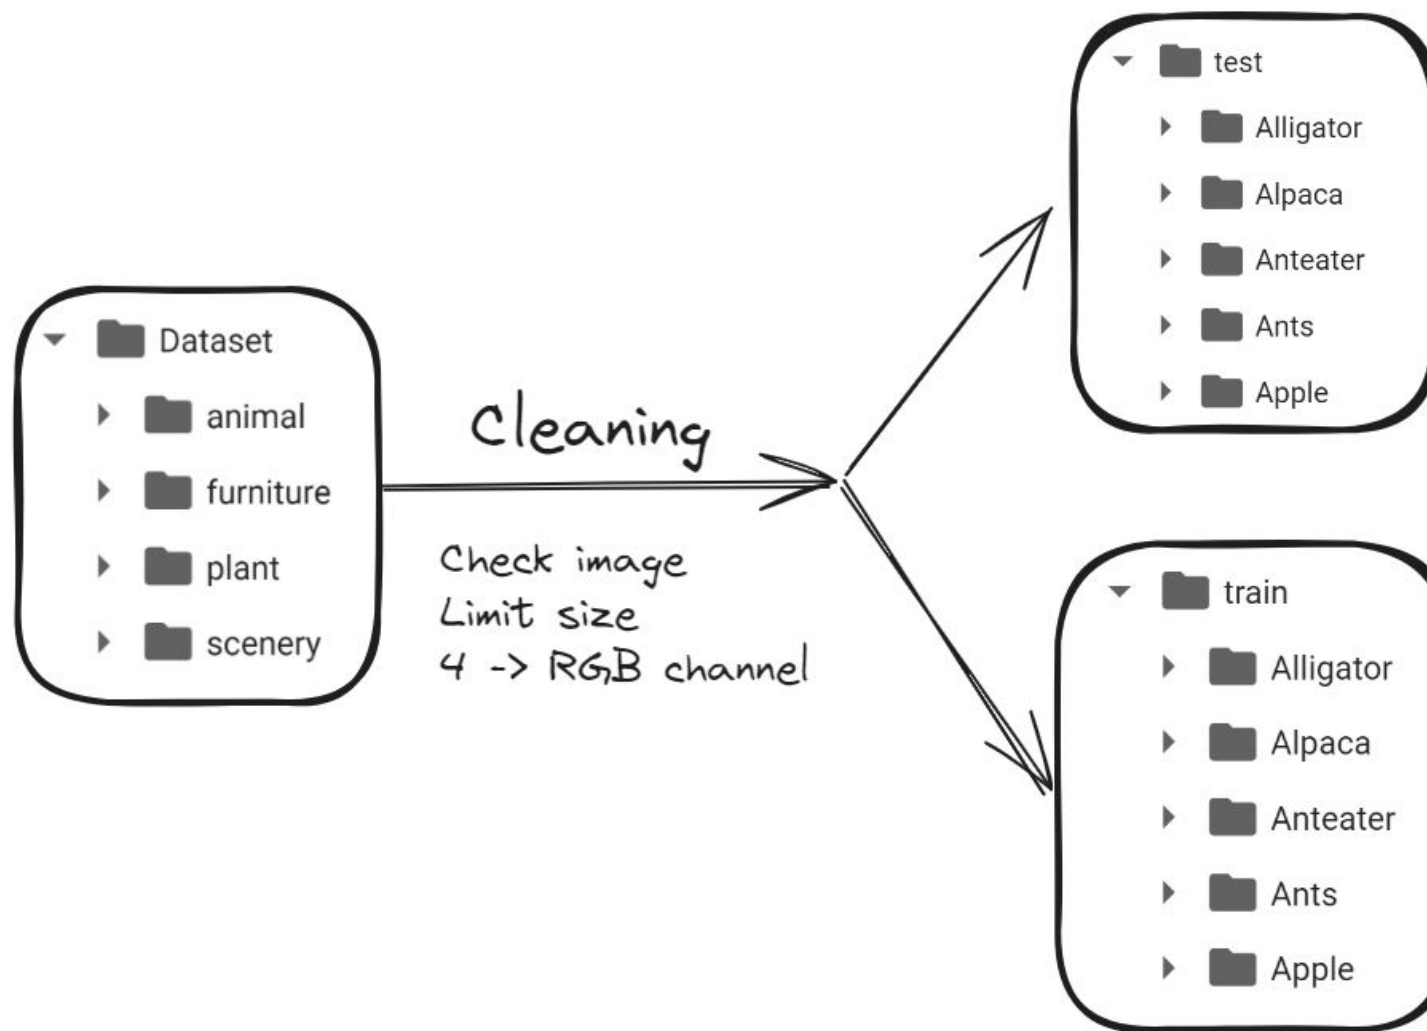 Dataset
animal
furniture
plant
scenery
Cleaning
Check image
Limit size
4 -> RGB channel
test
Alligator
Alpaca
Anteater
Ants
Apple
train
Alligator
Alpaca
Anteater
Ants
Apple